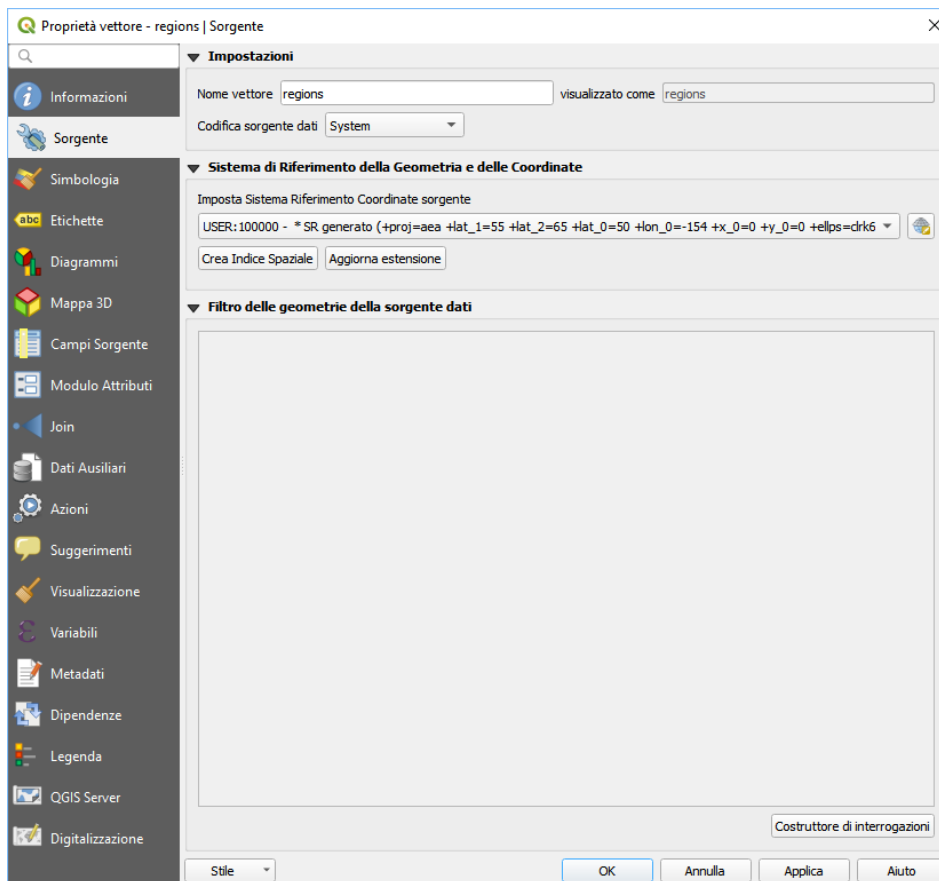 Proprietà vettore - regions | Sorgente
Informazioni
Sorgente
Simbologia
abc Etichette
Diagrammi
Mappa 3D
Campi Sorgente
Modulo Attributi
Join
Dati Ausiliari
Azioni
Suggerimenti
Visualizzazione
Variabili
Metadati
Dipendenze
Legenda
QGIS Server
Digitalizzazione
Impostazioni
Nome vettore regions visualizzato come regions
Codifica sorgente dati System
Sistema di Riferimento della Geometria e delle Coordinate
Imposta Sistema Riferimento Coordinate sorgente
USER:100000 - * SR generato (+proj=aea +lat_1=55 +lat_2=65 +lat_0=50 +lon_0=-154 +x_0=0 +y_0=0 +ellps=clrk6
Crea Indice Spaziale Aggiorna estensione
Filtro delle geometrie della sorgente dati
Costruttore di interrogazioni
Stile OK Annulla Applica Aiuto